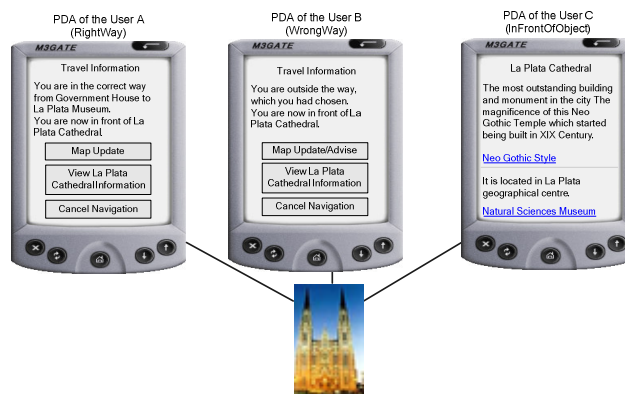 PDA of the User A
(RightWay)
M3GATE
Travel Information
You are in the correct way
from Government House to
La Plata Museum.
You are now in front of La
Plata Cathedral.
Map Update
View La Plata
Cathedral Information
Cancel Navigation
PDA of the User B
(WrongWay)
M3GATE
Travel Information
You are outside the way,
which you had chosen.
You are now in front of La
Plata Cathedral.
Map Update/Advise
View La Plata
Cathedral Information
Cancel Navigation
PDA of the User C
(InFrontOfObject)
M3GATE
La Plata Cathedral
The most outstanding building
and monument in the city The
magnificence of this Neo
Gothic Temple which started
being built in XIX Century.
Neo Gothic Style
It is located in La Plata
geographical centre.
Natural Sciences Museum